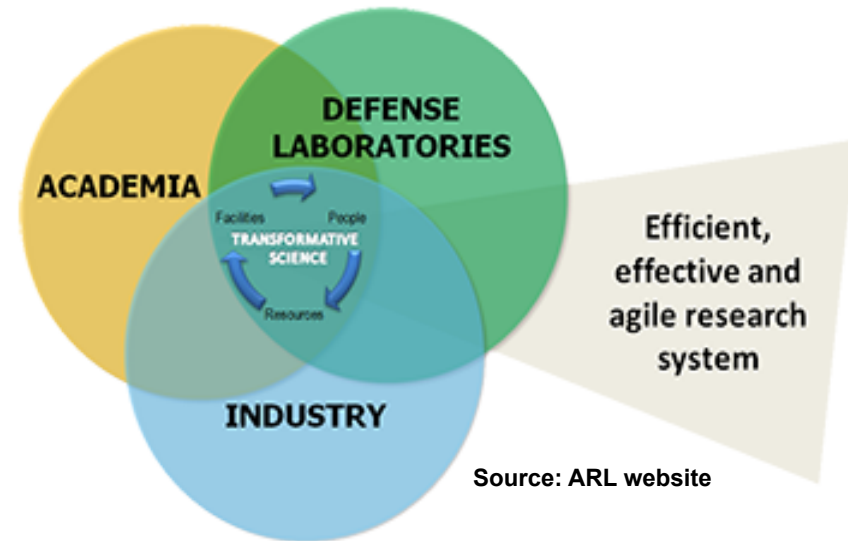 DEFENSE
LABORATORIES
ACADEMIA
Facilities
People
TRANSFORMATIVE
SCIENCE
Resources
INDUSTRY
Efficient,
effective and
agile research
system
Source: ARL website